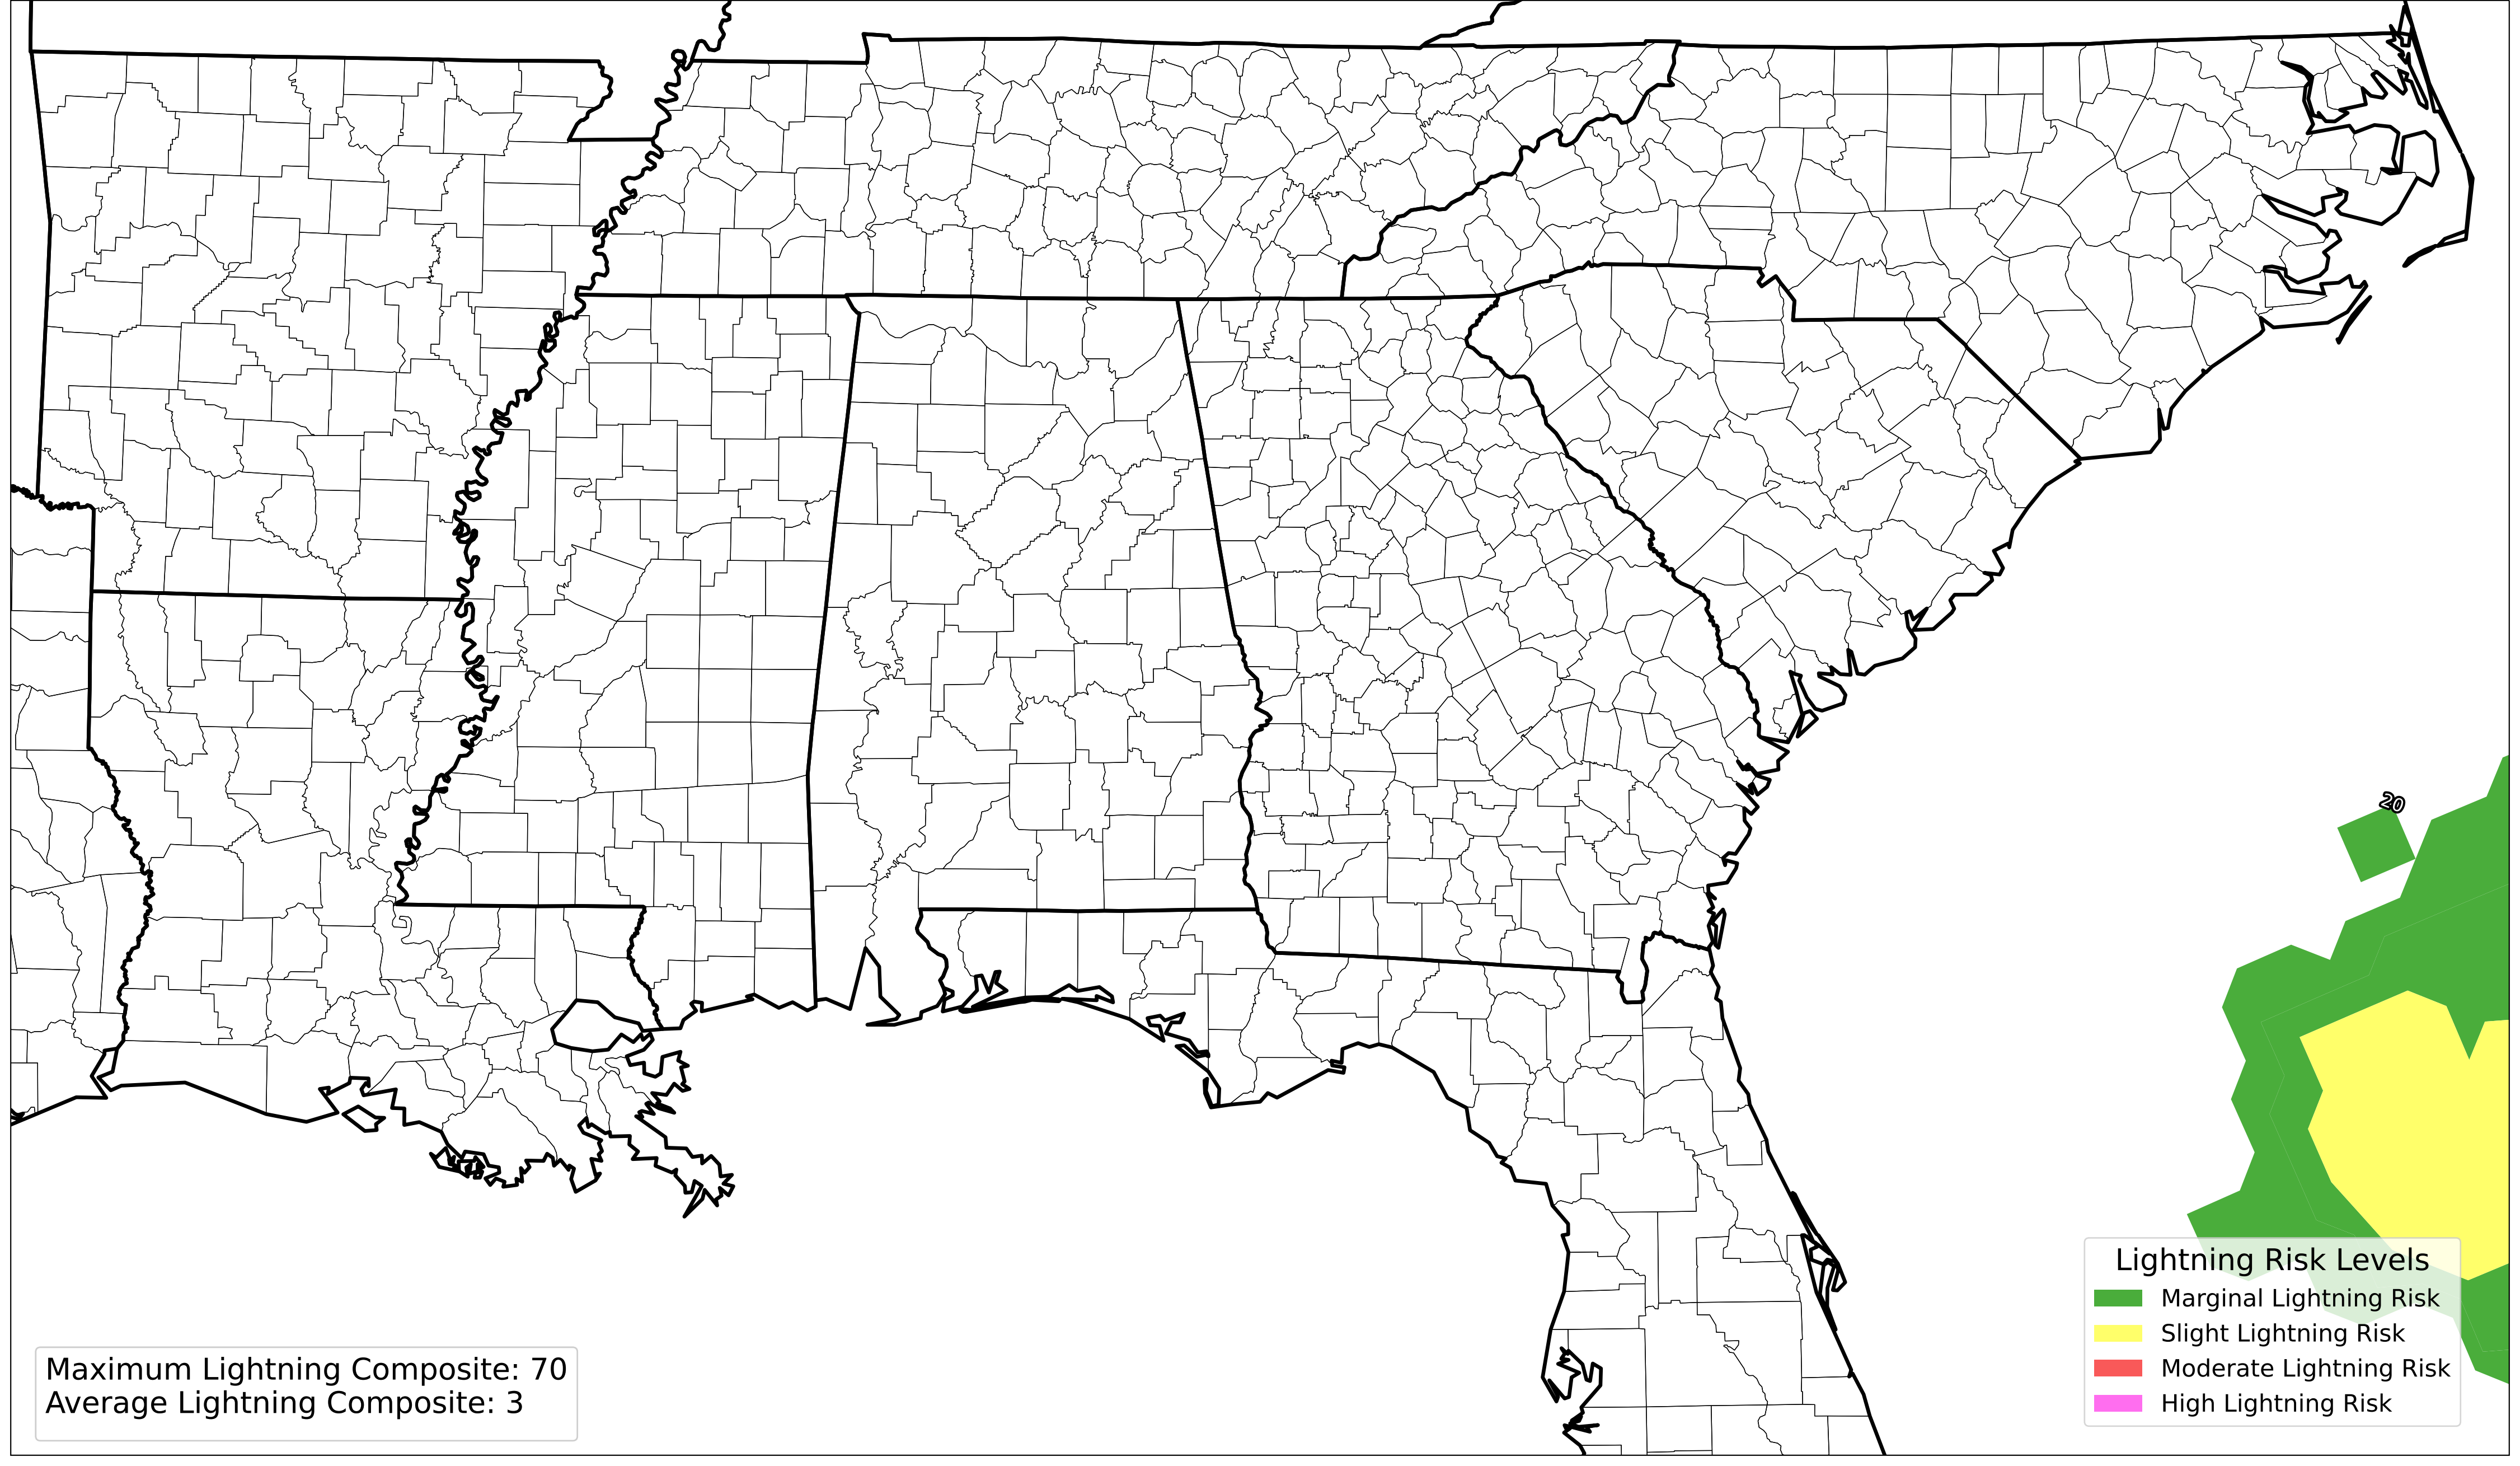 20
Lightning Risk Levels
Marginal Lightning Risk
Slight Lightning Risk
Moderate Lightning Risk
High Lightning Risk
Maximum Lightning Composite: 70
Average Lightning Composite: 3